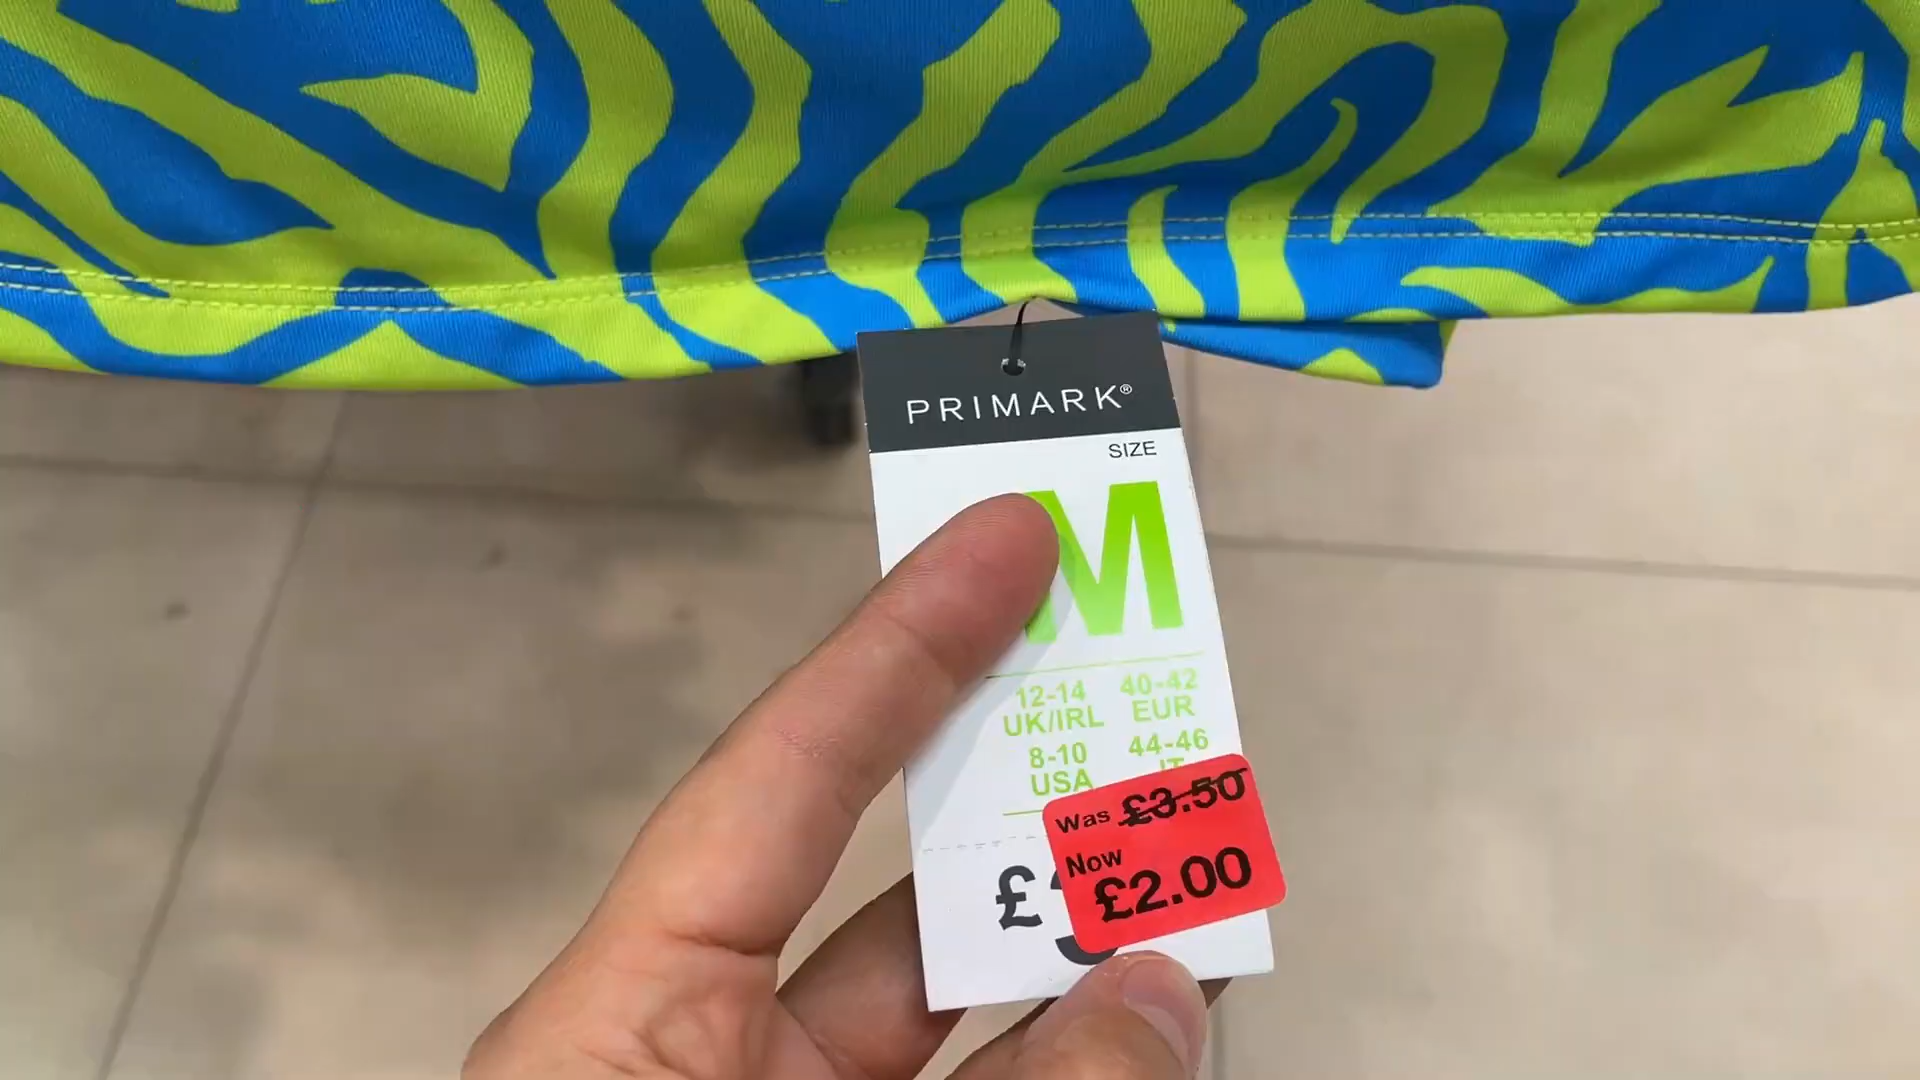 PRIMARK®
SIZE
M
12-14 40-42
UK/IRL EUR
8-10 44-46
USA IT
Was £3.50
Now
£2.00
£